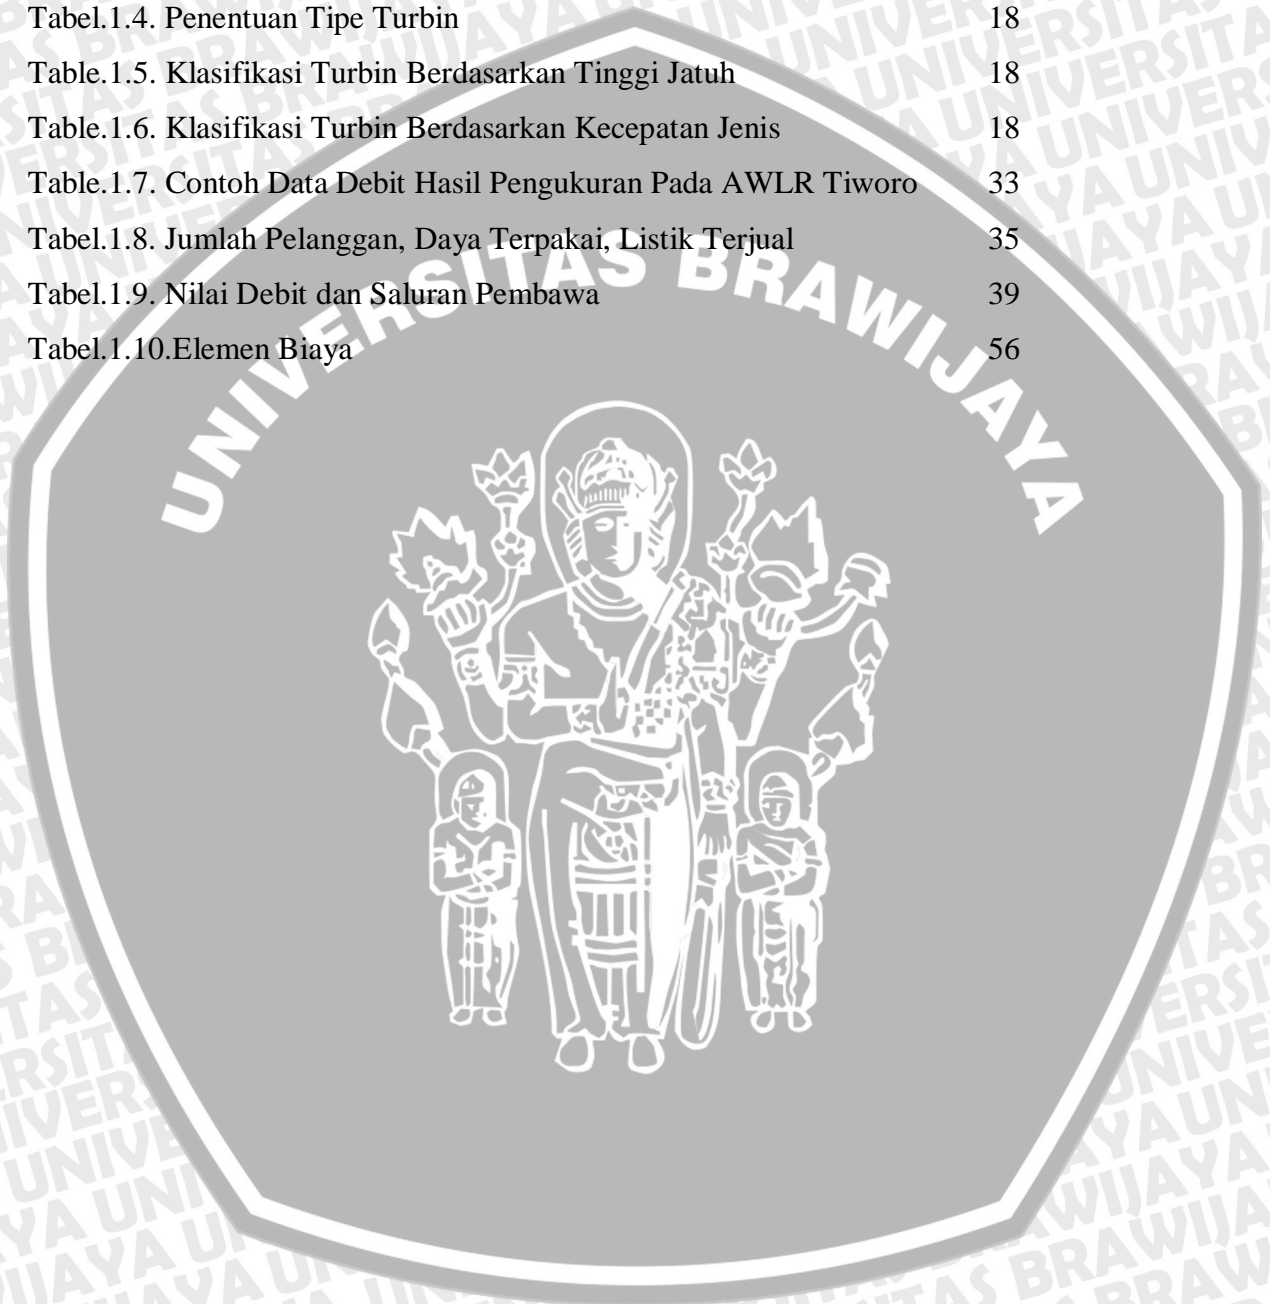 Tabel.1.4. Penentuan Tipe Turbin 18
Table.1.5. Klasifikasi Turbin Berdasarkan Tinggi Jatuh 18
Table.1.6. Klasifikasi Turbin Berdasarkan Kecepatan Jenis 18
Table.1.7. Contoh Data Debit Hasil Pengukuran Pada AWLR Tiworo 33
Tabel.1.8. Jumlah Pelanggan, Daya Terpakai, Listik Terjual 35
Tabel.1.9. Nilai Debit dan Saluran Pembawa 39
Tabel.1.10.Elemen Biaya 56
UNIVERSITAS BRAWIJAYA